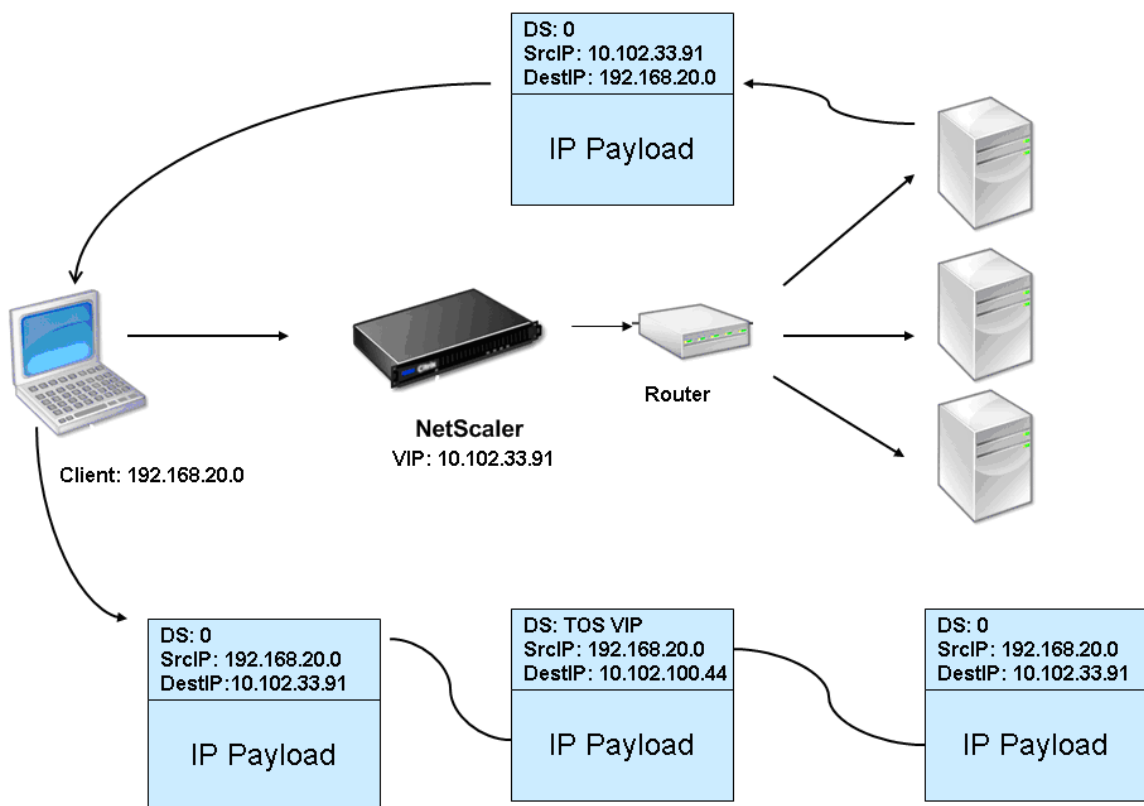 DS: 0
SrcIP: 10.102.33.91
DestIP: 192.168.20.0
IP Payload
Router
NetScaler
VIP: 10.102.33.91
Client: 192.168.20.0
DS: 0
SrcIP: 192.168.20.0
DestIP:10.102.33.91
IP Payload
DS: TOS VIP
SrcIP: 192.168.20.0
DestIP: 10.102.100.44
IP Payload
DS: 0
SrcIP: 192.168.20.0
DestIP: 10.102.33.91
IP Payload